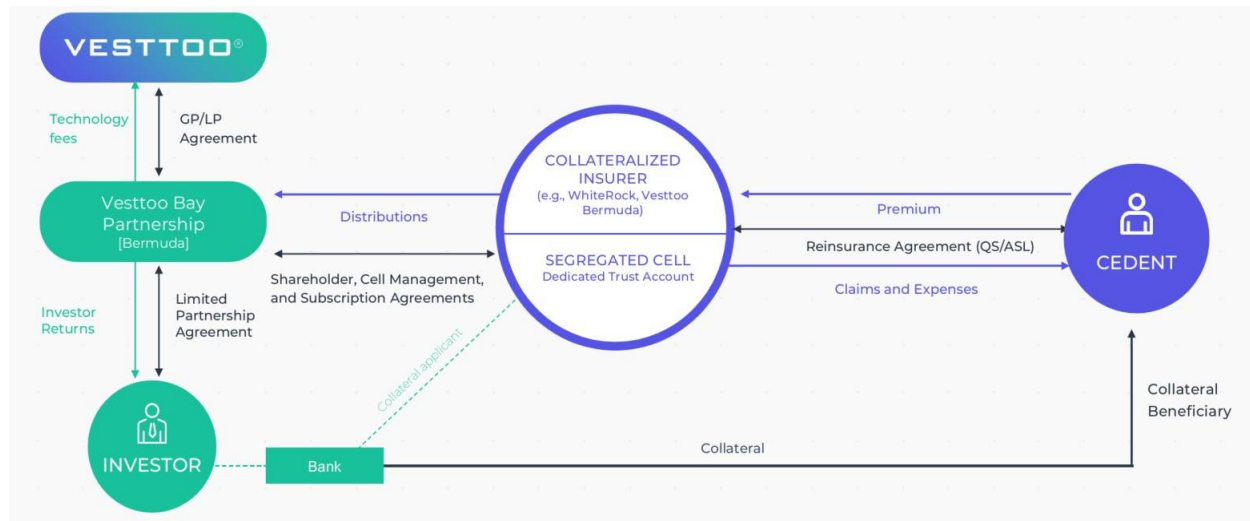 VESTTOO®
Technology
fees
GP/LP
Agreement
Vesttoo Bay
Partnership
[Bermuda]
Distributions
Shareholder, Cell Management,
and Subscription Agreements
Investor
Returns
Limited
Partnership
Agreement
INVESTOR
Bank
Collateral applicant
COLLATERALIZED
INSURER
(e.g., WhiteRock, Vesttoo
Bermuda)
SEGREGATED CELL
Dedicated Trust Account
Premium
Reinsurance Agreement (QS/ASL)
Claims and Expenses
CEDENT
Collateral
Beneficiary
Collateral